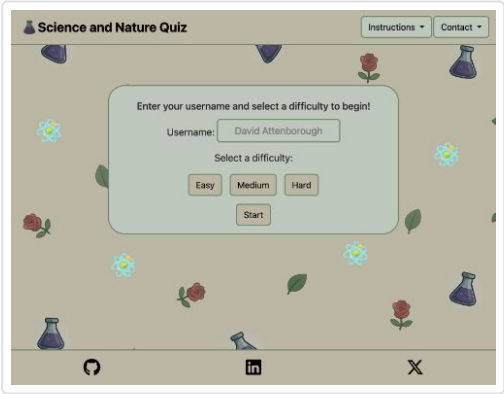 Science and Nature Quiz
Instructions
Contact
Enter your username and select a difficulty to begin!
Username: David Attenborough
Select a difficulty:
Easy Medium Hard
Start